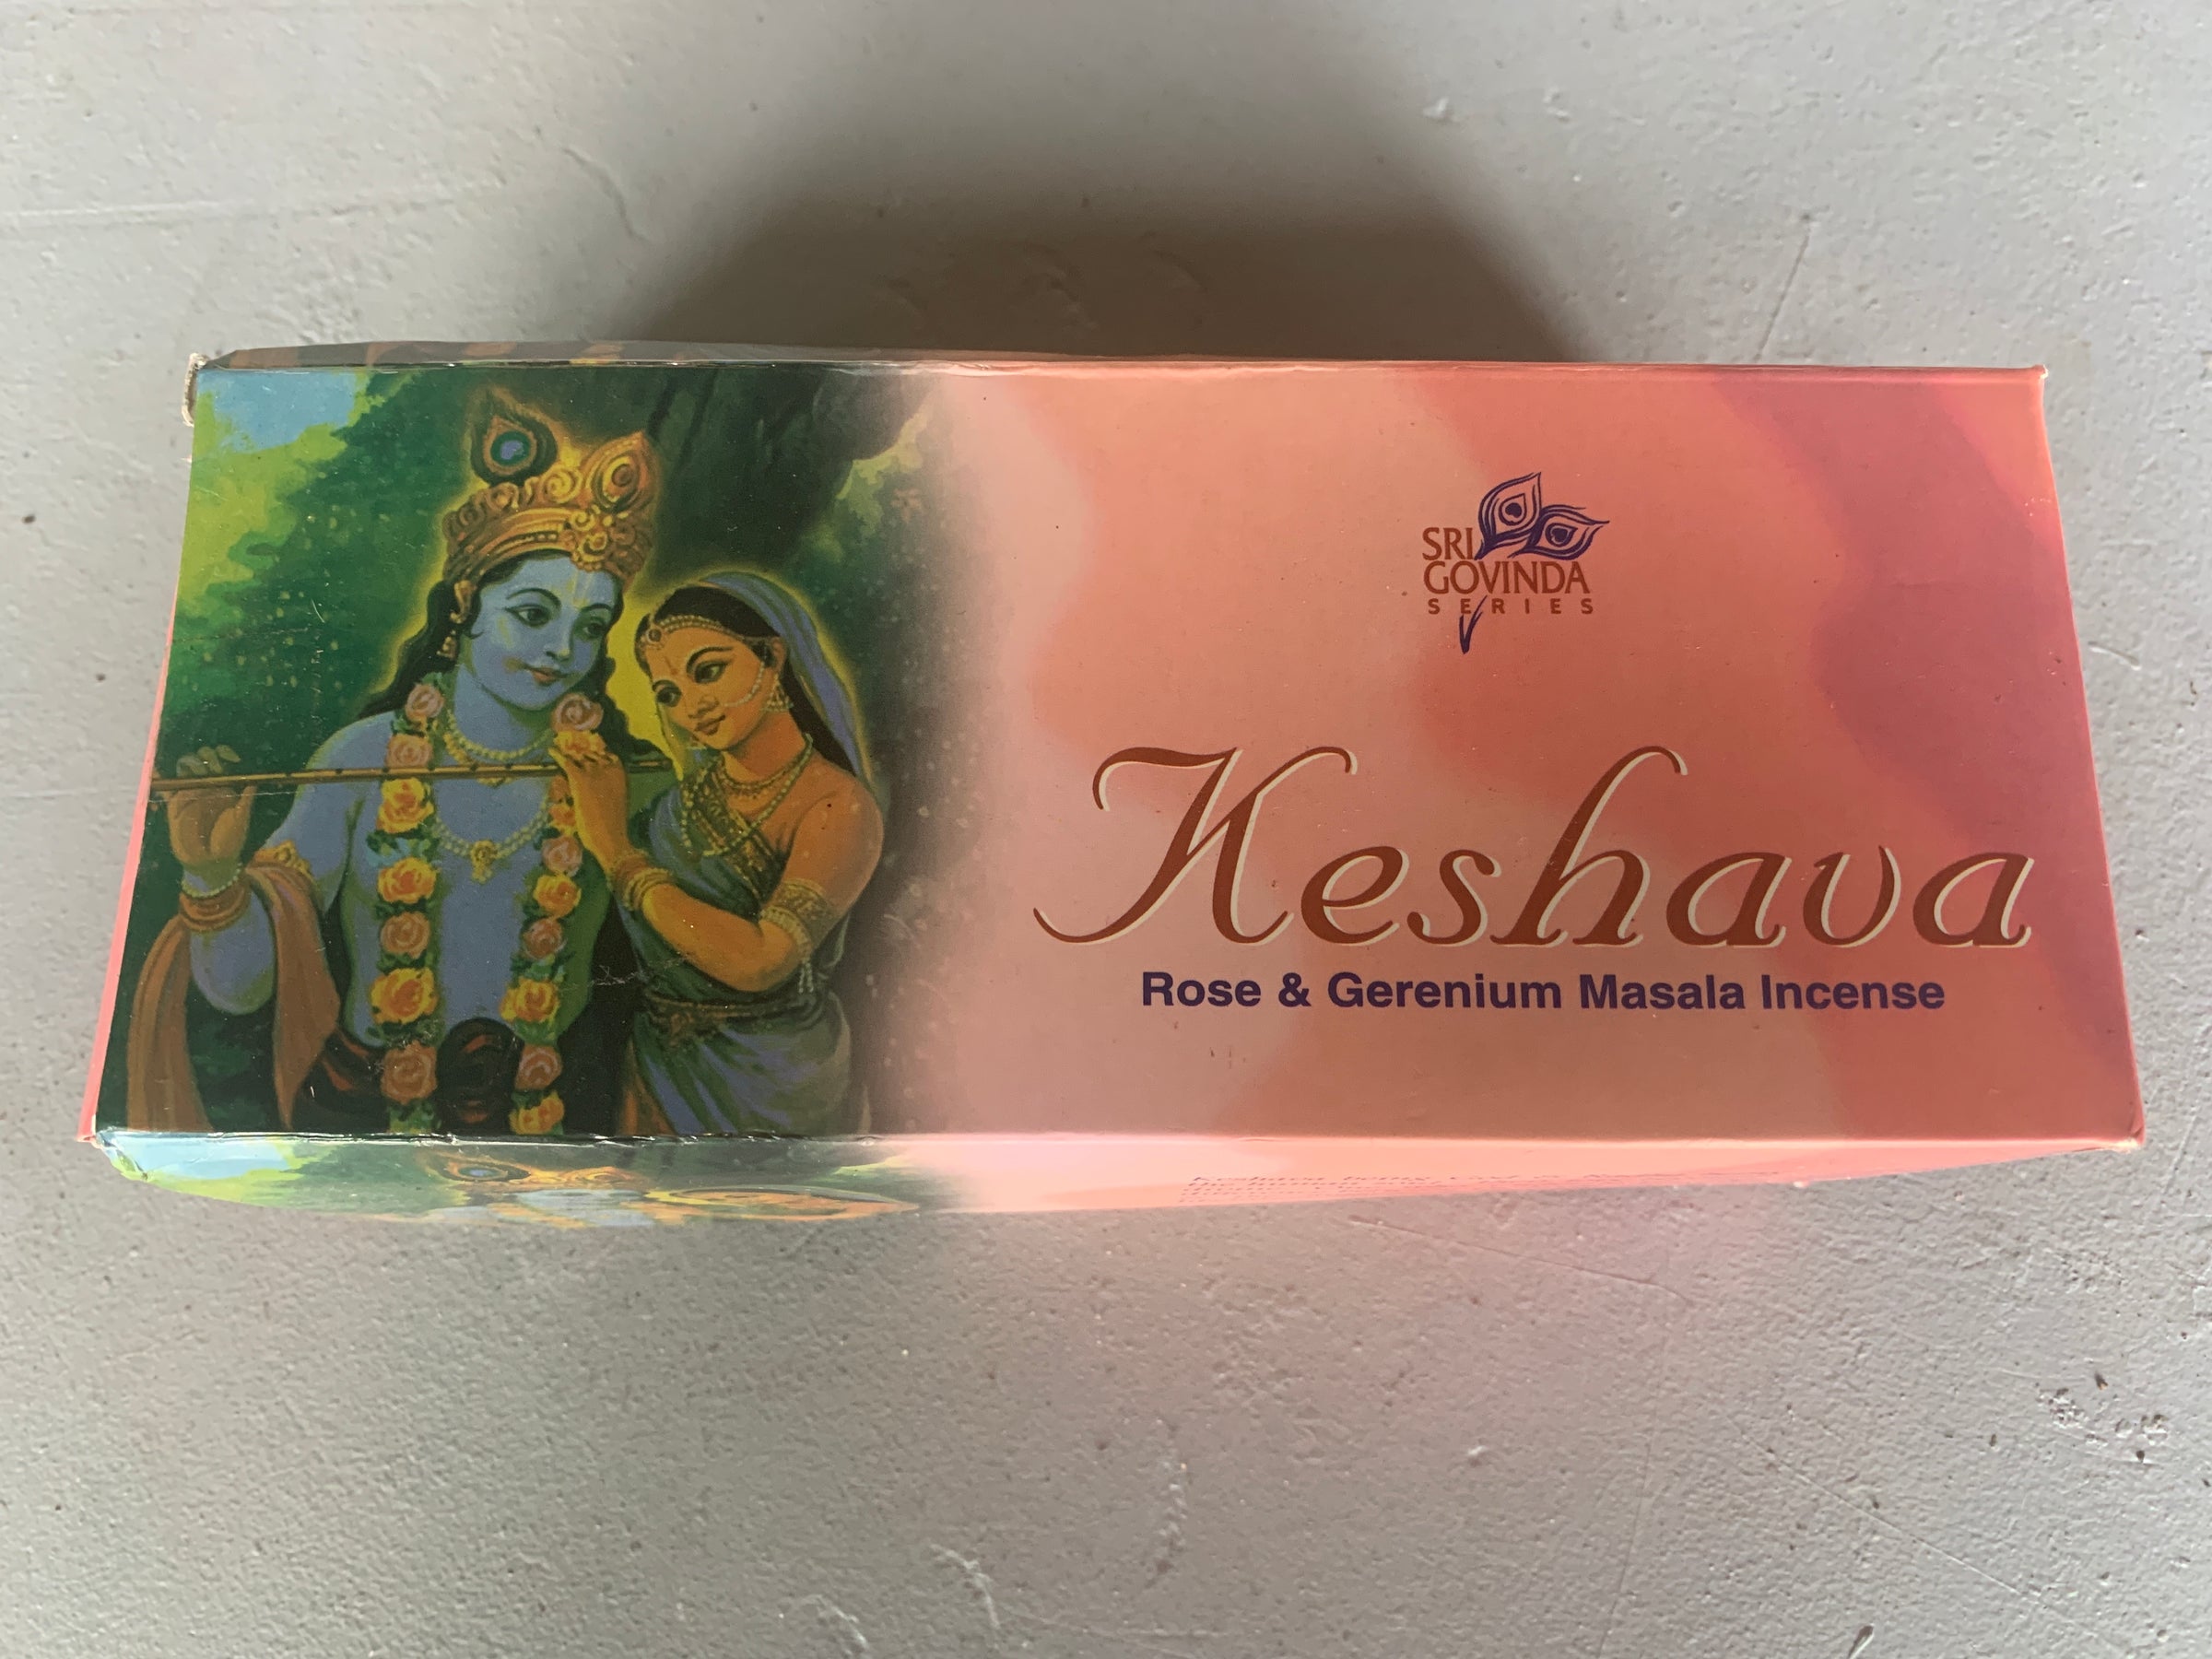 SRI
GOVINDA
SERIES
Keshava
Rose & Gerenium Masala Incense